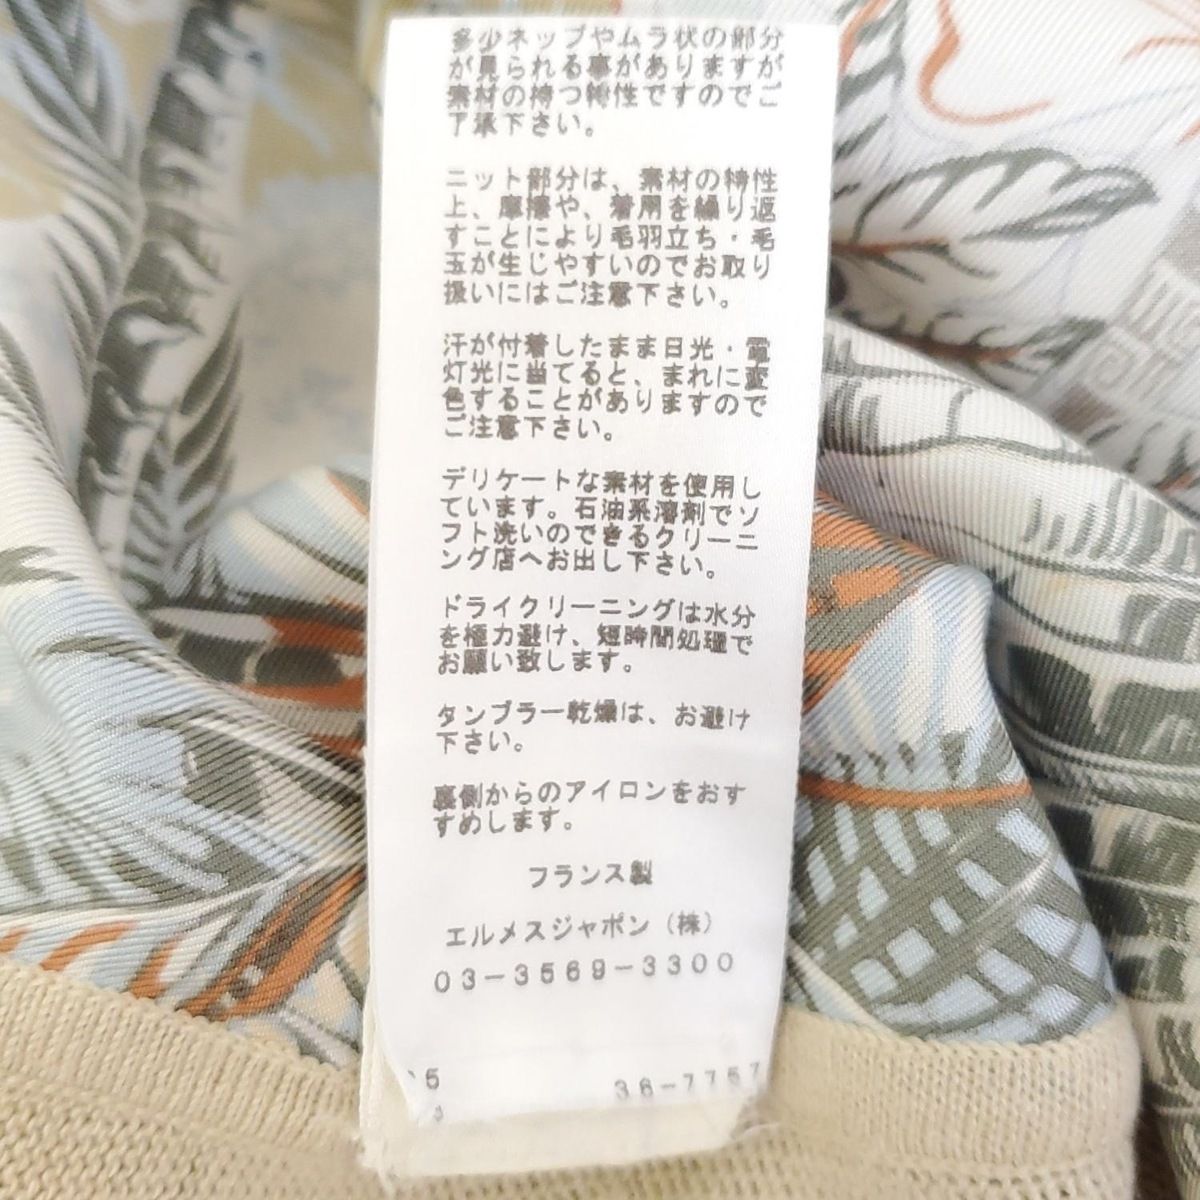 多少ネップやムラ状の部分
が見られる事がありますが
素材の持つ特性ですのでご
了承下さい。
ニット部分は、素材の特性
上、摩擦や、着用を繰り返
すことにより毛羽立ち・毛
玉が生じやすいのでお取り
扱いにはご注意下さい。
汗が付着したまま日光・電
灯光に当てると、まれに変
色することがありますので
ご注意下さい。
デリケートな素材を使用し
ています。石油系溶剤でソ
フト洗いのできるクリーニ
ング店へお出し下さい。
ドライクリーニングは水分
を極力避け、短時間処理で
お願い致します。
タンブラー乾燥は、お避け
下さい。
裏側からのアイロンをおす
すめします。
フランス製
エルメスジャポン（株）
03-3569-3300
5 36-7757